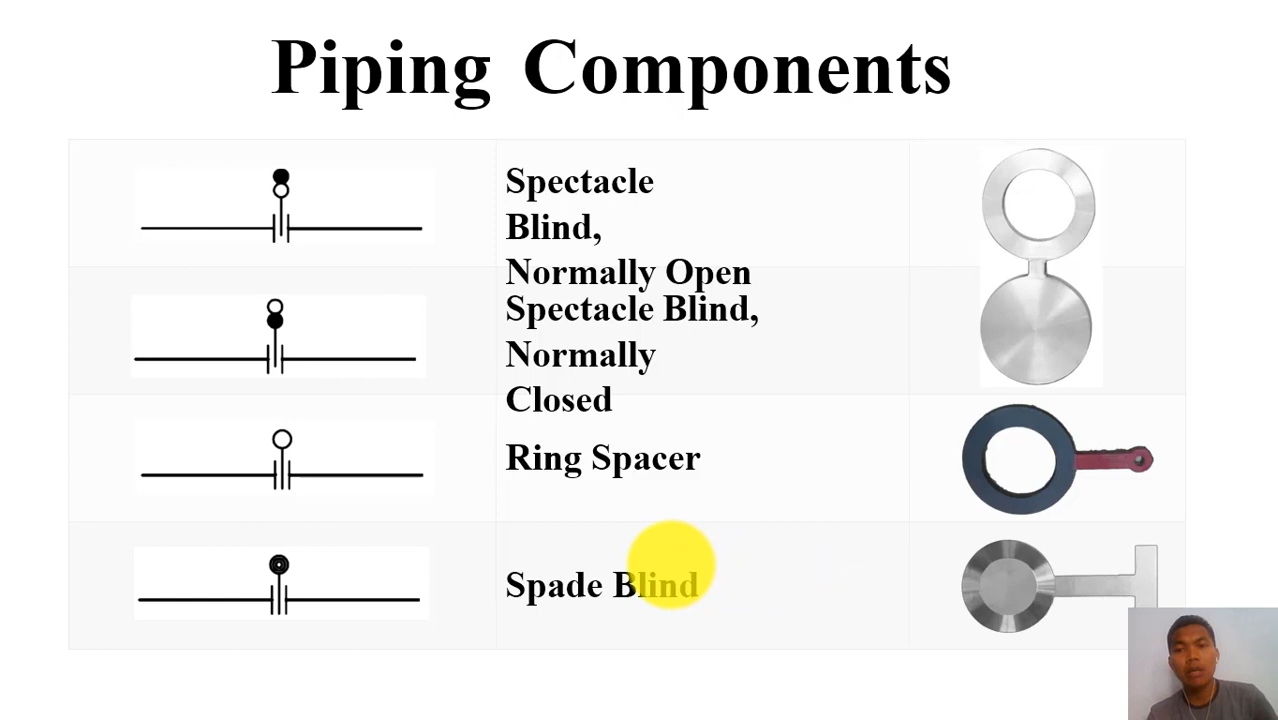 Piping Components
Spectacle
Blind,
Normally Open
Spectacle Blind,
Normally
Closed
Ring Spacer
Spade Blind